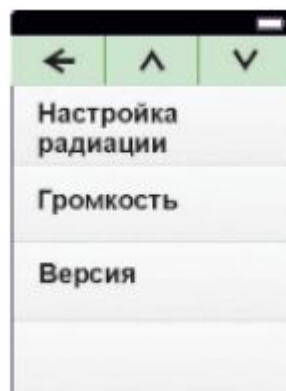 Настройка
радиации
Громкость
Версия